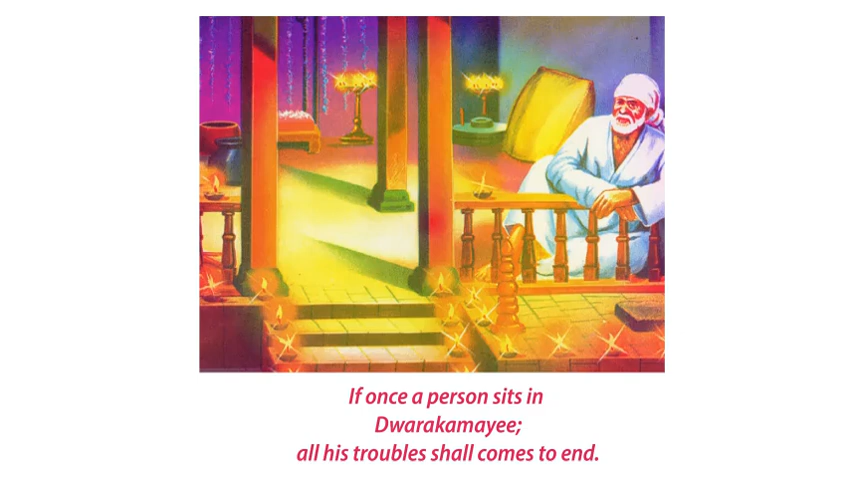 If once a person sits in
Dwarakamayee;
all his troubles shall comes to end.